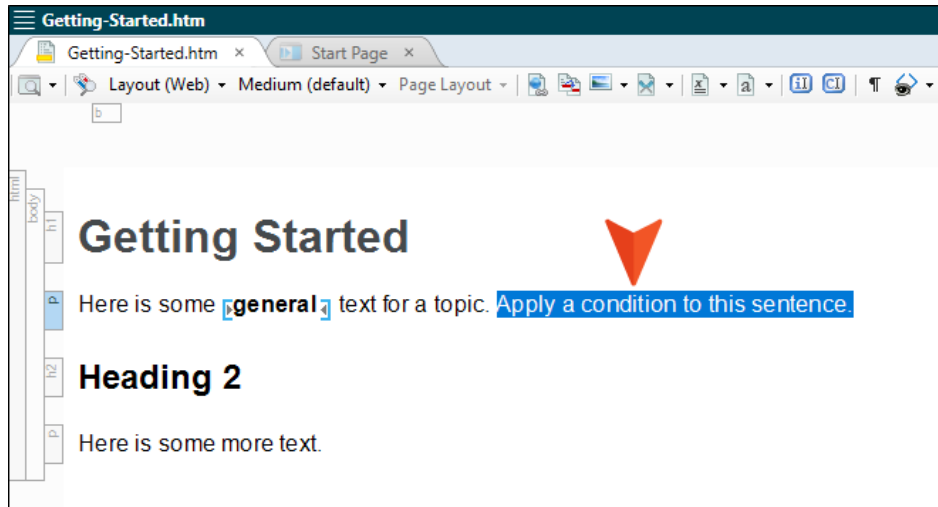 Getting-Started.htm
Getting-Started.htm × Start Page ×
Layout (Web) Medium (default) Page Layout x a iI CI ¶
b
html
body
h1
Getting Started
p
Here is some general text for a topic. Apply a condition to this sentence.
h2
Heading 2
p
Here is some more text.